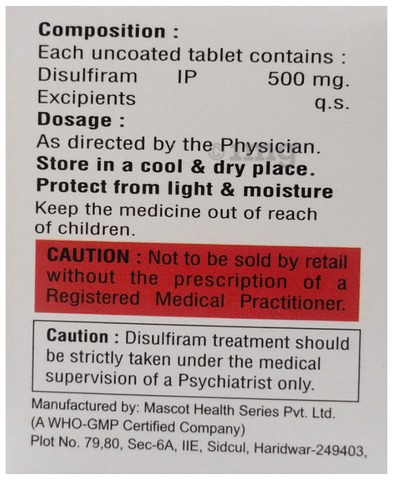 Composition :
Each uncoated tablet contains :
Disulfiram IP 500 mg.
Excipients q.s.
Dosage :
As directed by the Physician.
Store in a cool & dry place.
Protect from light & moisture
Keep the medicine out of reach
of children.
CAUTION : Not to be sold by retail
without the prescription of a
Registered Medical Practitioner.
Caution : Disulfiram treatment should
be strictly taken under the medical
supervision of a Psychiatrist only.
Manufactured by: Mascot Health Series Pvt. Ltd.
(A WHO-GMP Certified Company)
Plot No. 79,80, Sec-6A, IIE, Sidcul, Haridwar-249403,